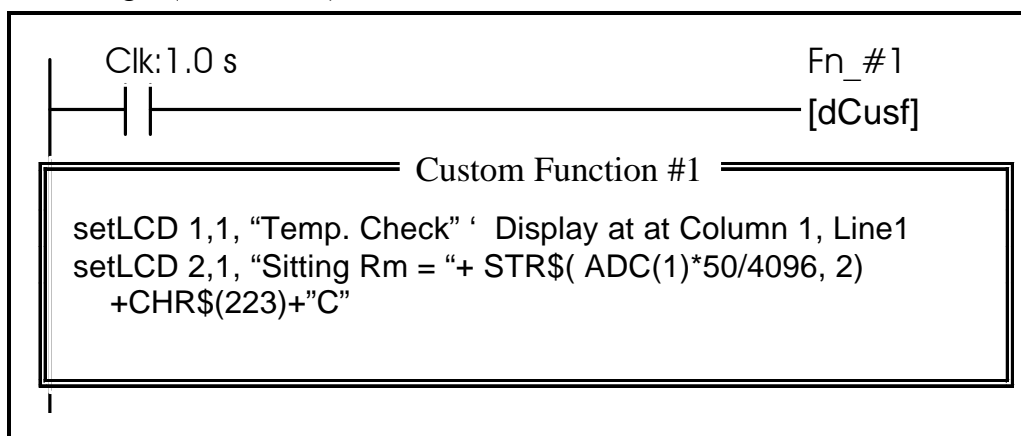 Clk:1.0 s
Fn_#1
[dCusf]
Custom Function #1
setLCD 1,1, “Temp. Check” ‘ Display at at Column 1, Line1
setLCD 2,1, “Sitting Rm = “+ STR$( ADC(1)*50/4096, 2)
+CHR$(223)+”C”